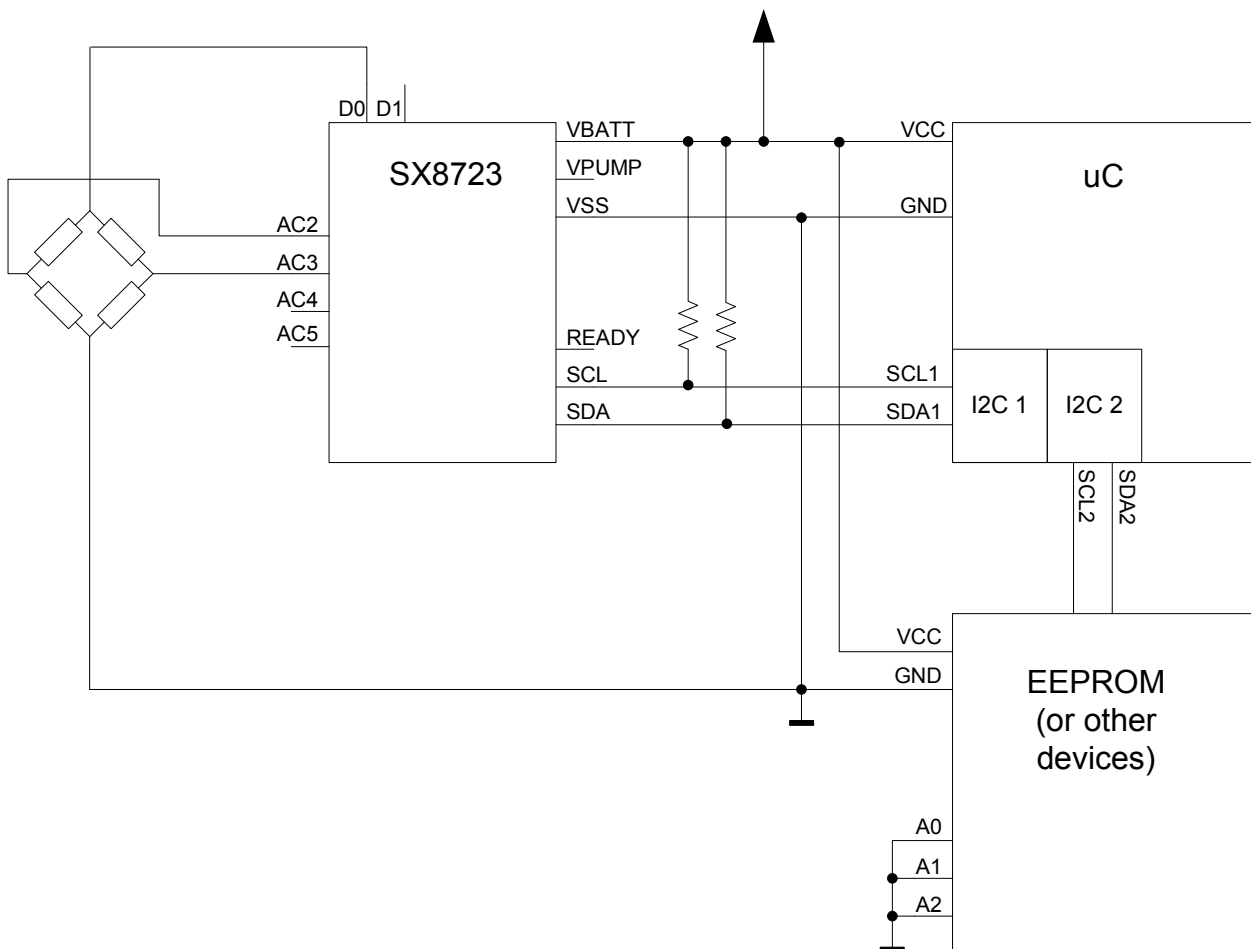 D0 D1
SX8723
VBATT
VPUMP
VSS
AC2
AC3
AC4
AC5
READY
SCL
SDA
VCC
GND
uC
SCL1
SDA1
I2C 1
I2C 2
SCL2
SDA2
VCC
GND
EEPROM
(or other
devices)
A0
A1
A2